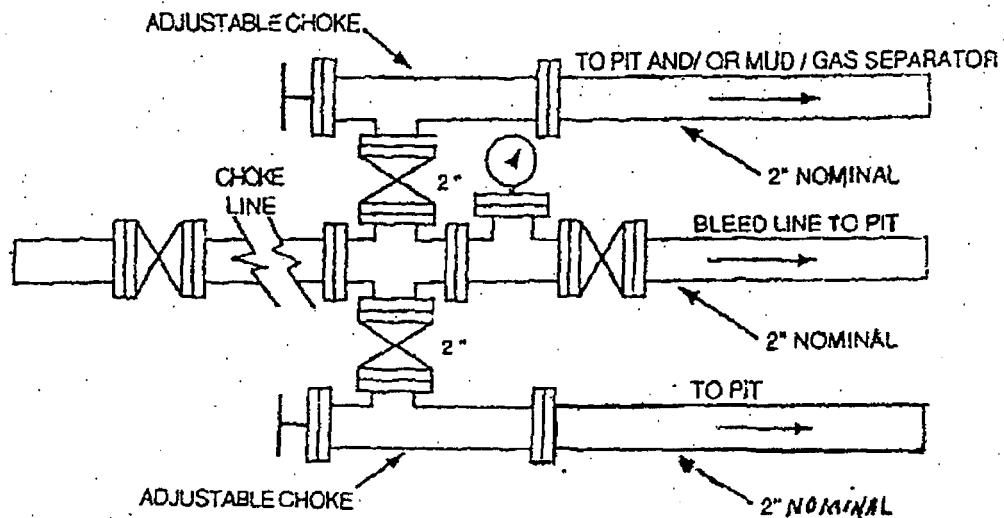 ADJUSTABLE CHOKE
TO PIT AND/OR MUD / GAS SEPARATOR
2" NOMINAL
CHOKE
LINE
2"
BLEED LINE TO PIT
2" NOMINAL
2"
TO PIT
ADJUSTABLE CHOKE
2" NOMINAL